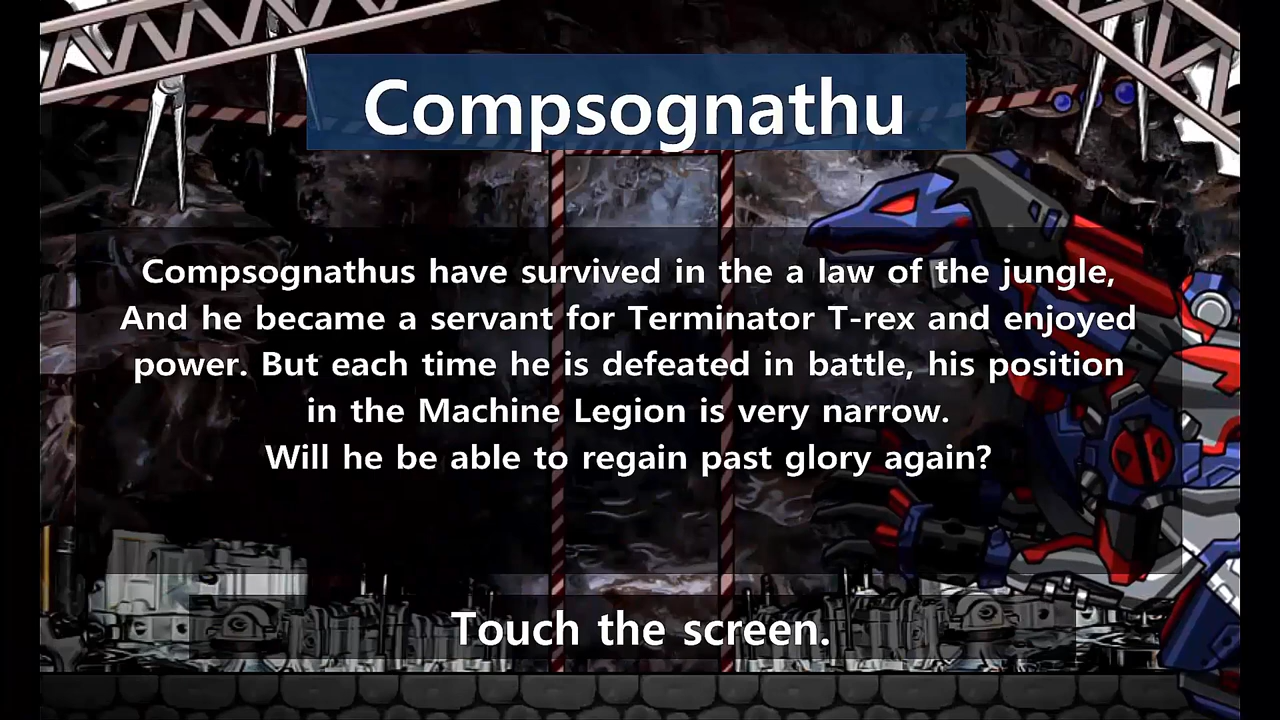 Compsognathu
Compsognathus have survived in the a law of the jungle,
And he became a servant for Terminator T-rex and enjoyed
power. But each time he is defeated in battle, his position
in the Machine Legion is very narrow.
Will he be able to regain past glory again?
Touch the screen.